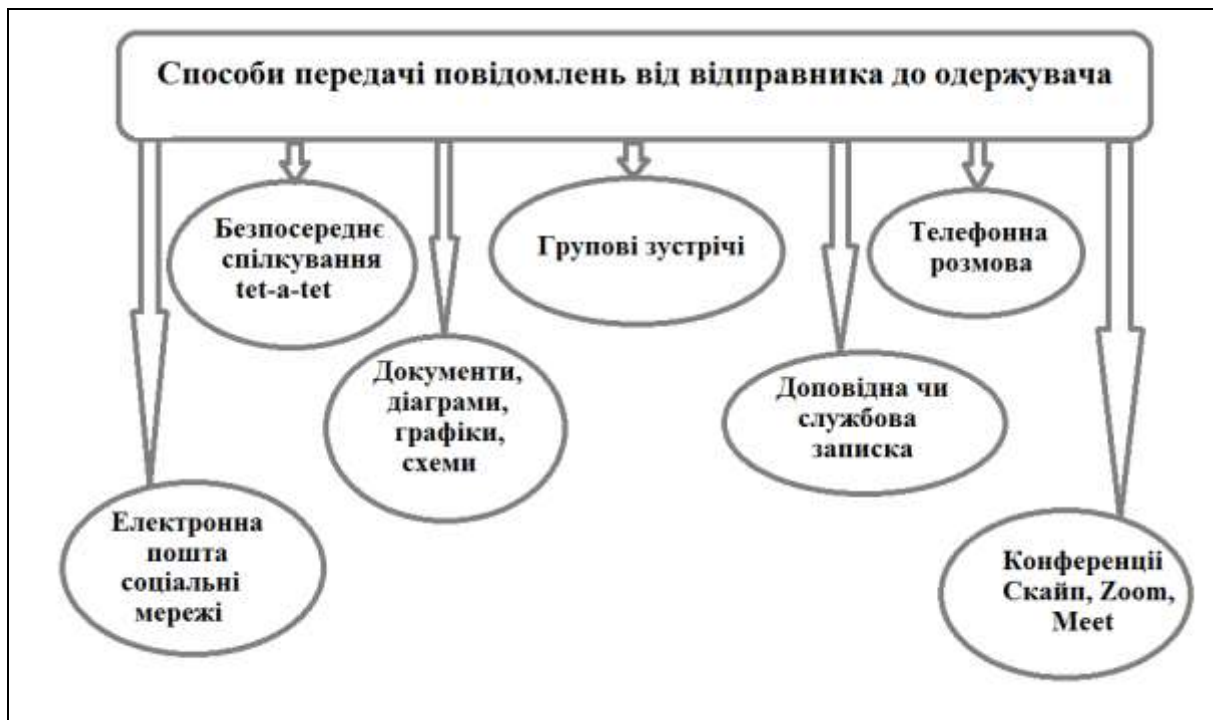 Способи передачі повідомлень від відправника до одержувача
Безпосереднє
спілкування
tet-a-tet
Групові зустрічі
Телефонна
розмова
Документи,
діаграми,
графіки,
схеми
Доповідна чи
службова
записка
Електронна
пошта
соціальні
мережі
Конференціі
Скайп, Zoom,
Meet